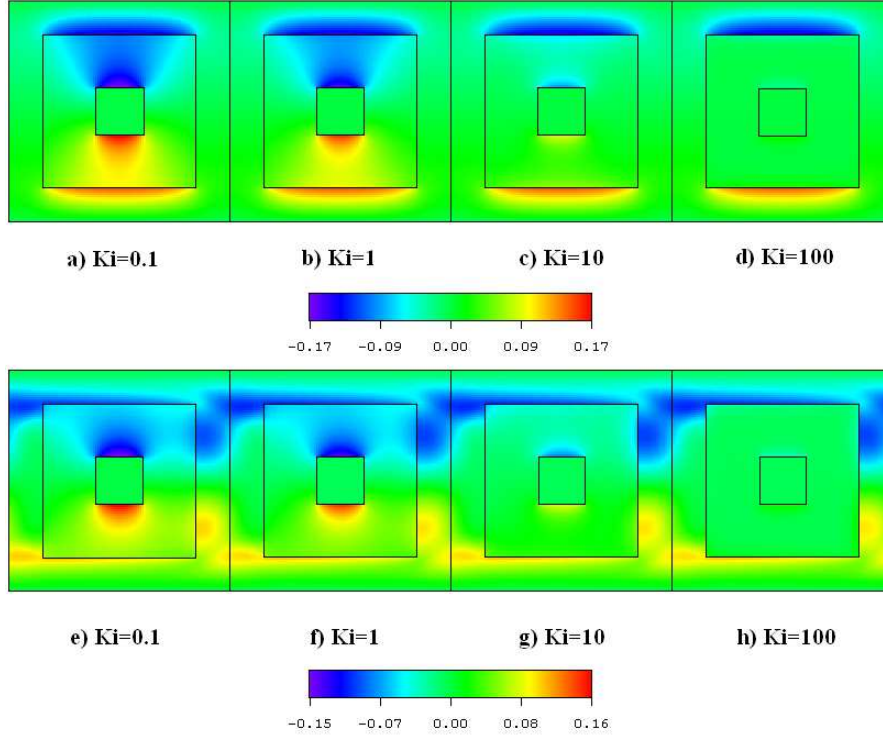 a) Ki=0.1 b) Ki=1 c) Ki=10 d) Ki=100
-0.17 -0.09 0.00 0.09 0.17
e) Ki=0.1 f) Ki=1 g) Ki=10 h) Ki=100
-0.15 -0.07 0.00 0.08 0.16